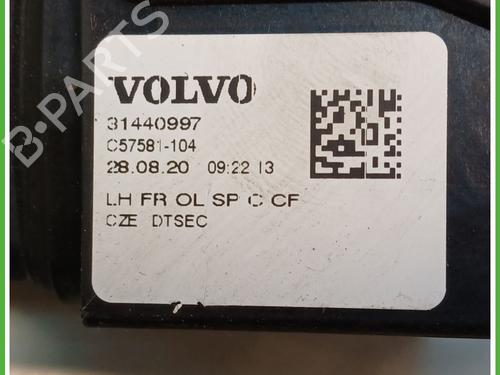 B-PARTS
VOLVO
31440997
C57581-104
28.08.20 09:22 13
LH FR OL SP C CF
CZE DTSEC